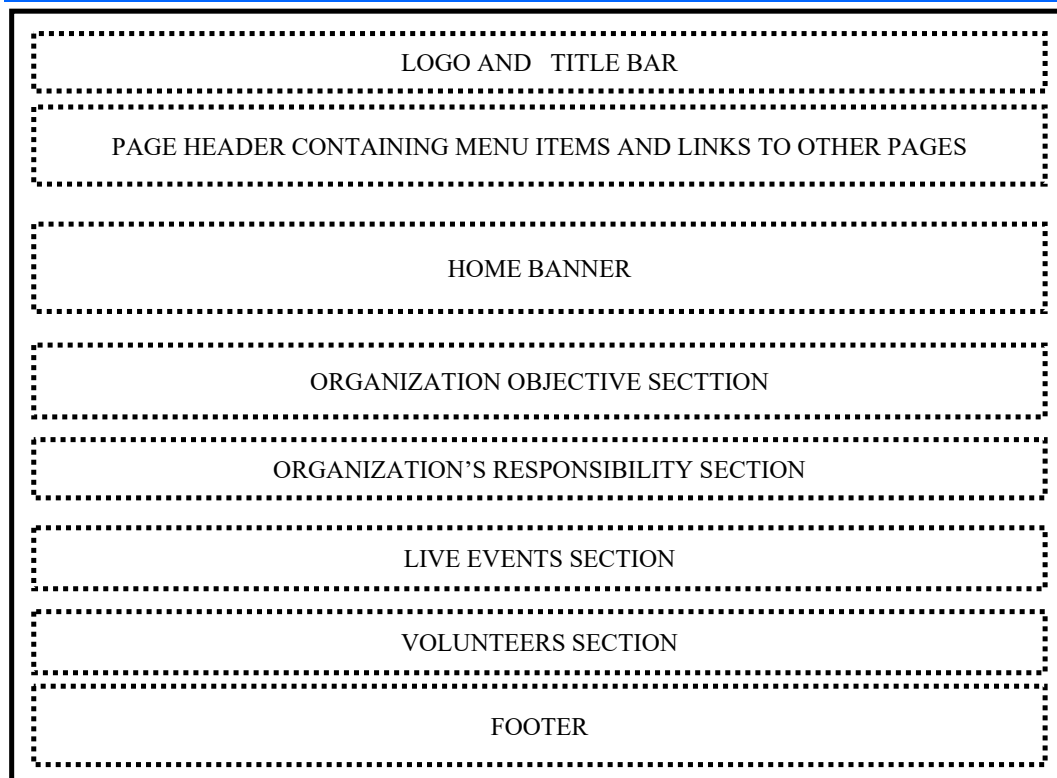 LOGO AND   TITLE BAR
PAGE HEADER CONTAINING MENU ITEMS AND LINKS TO OTHER PAGES
HOME BANNER
ORGANIZATION OBJECTIVE SECTTION
ORGANIZATION’S RESPONSIBILITY SECTION
LIVE EVENTS SECTION
VOLUNTEERS SECTION
FOOTER